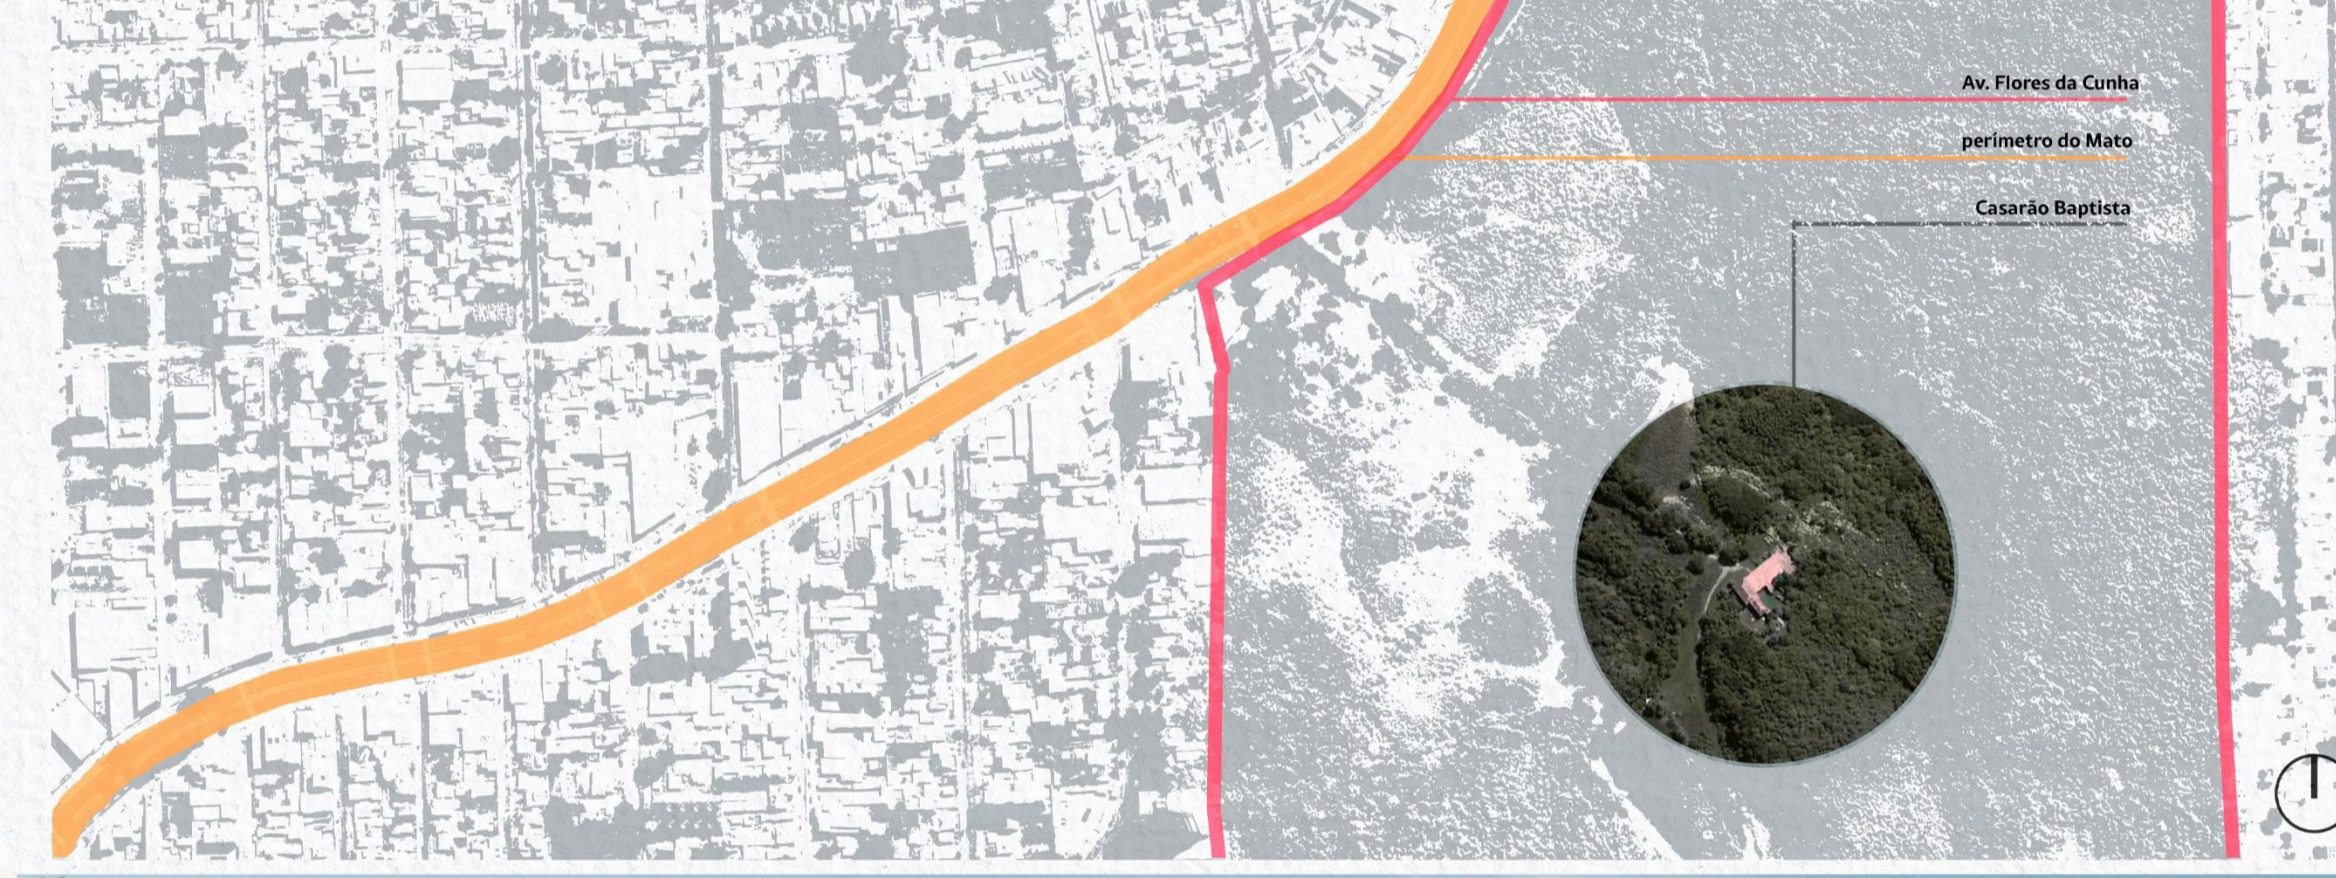 Av. Flores da Cunha
perímetro do Mato
Casarão Baptista